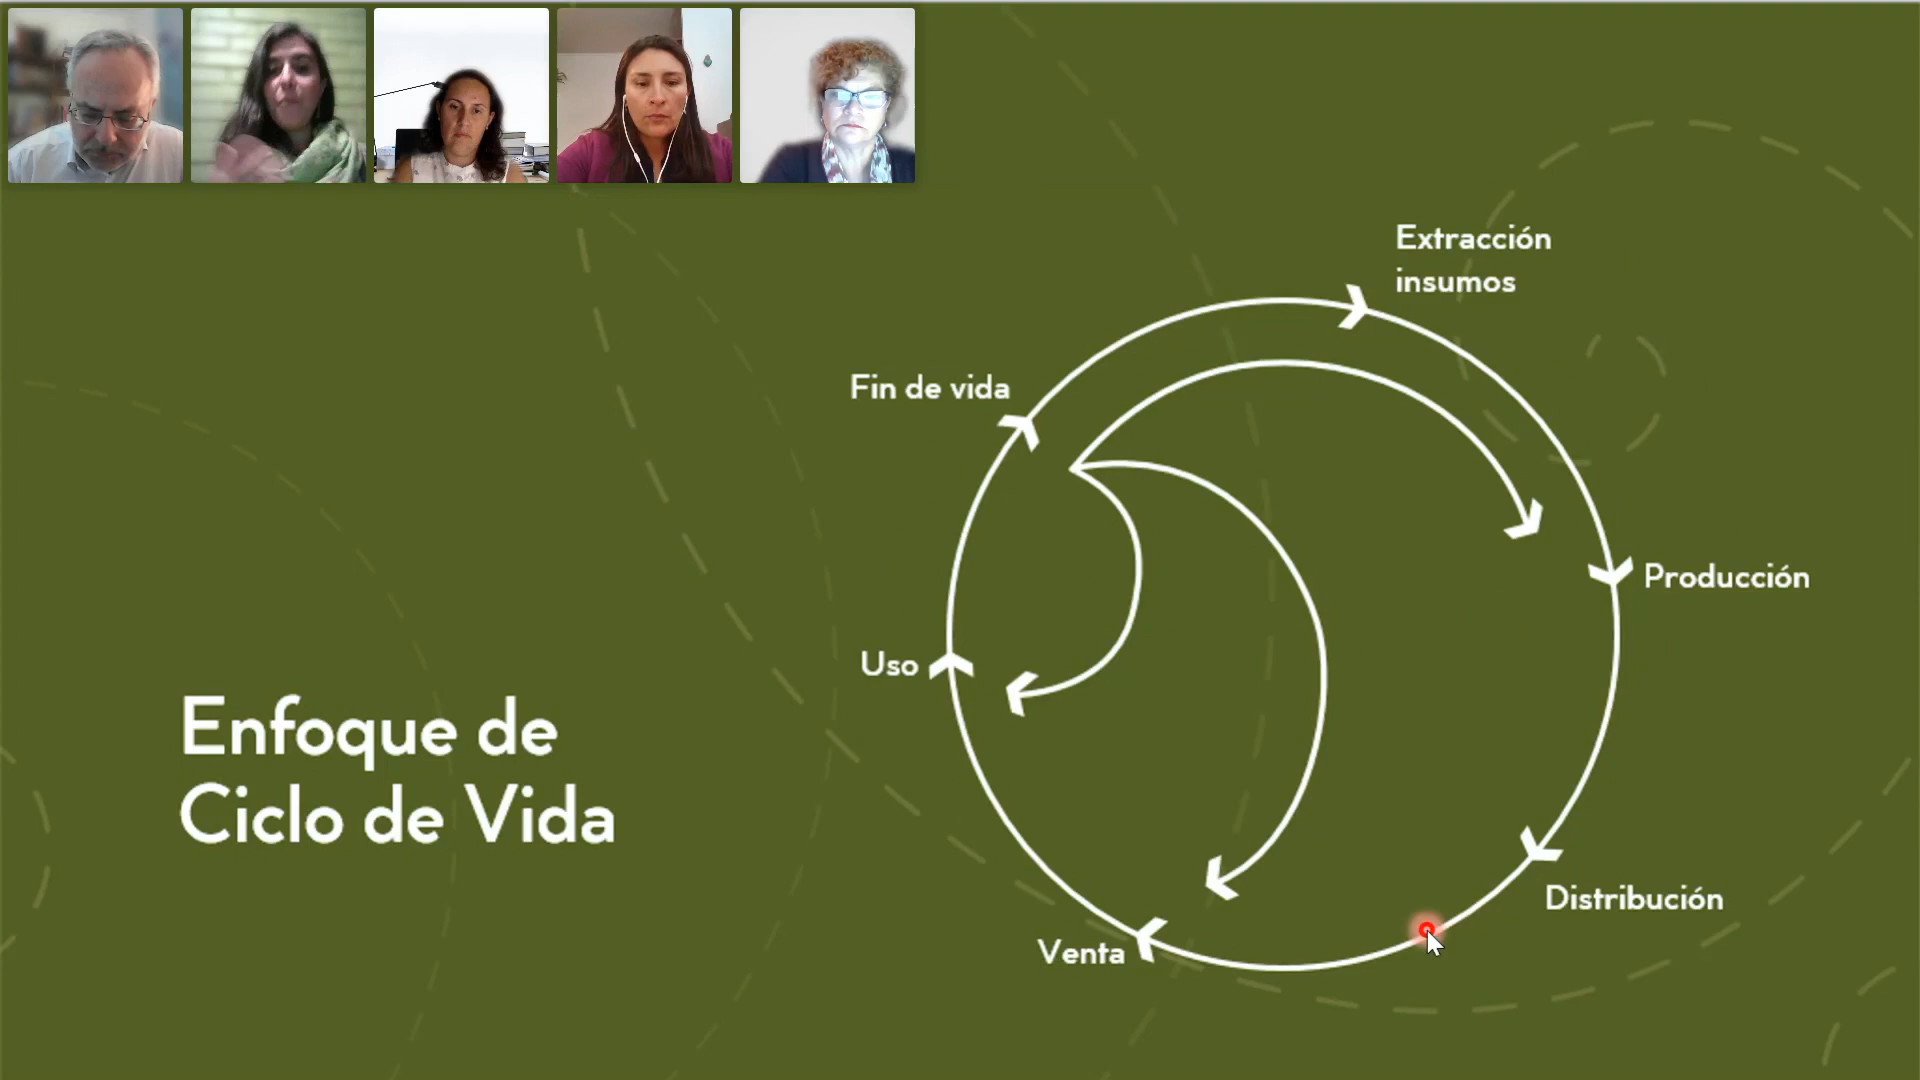 Enfoque de
Ciclo de Vida
Extracción
insumos
Producción
Distribución
Venta
Uso
Fin de vida